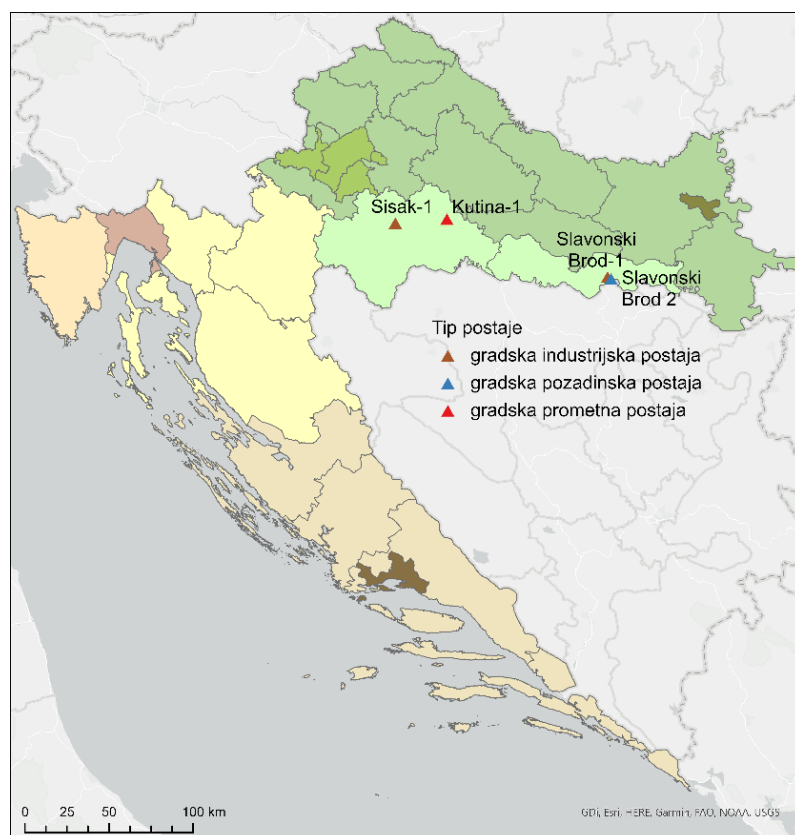 Sisak-1
Kutina-1
Slavonski
Brod-1
Slavonski
Brod 2
Tip postaje
gradska industrijska postaja
gradska pozadinska postaja
gradska prometna postaja
0 25 50 100 km
GDi, Esri, HERE, Garmin, FAO, NOAA, USGS